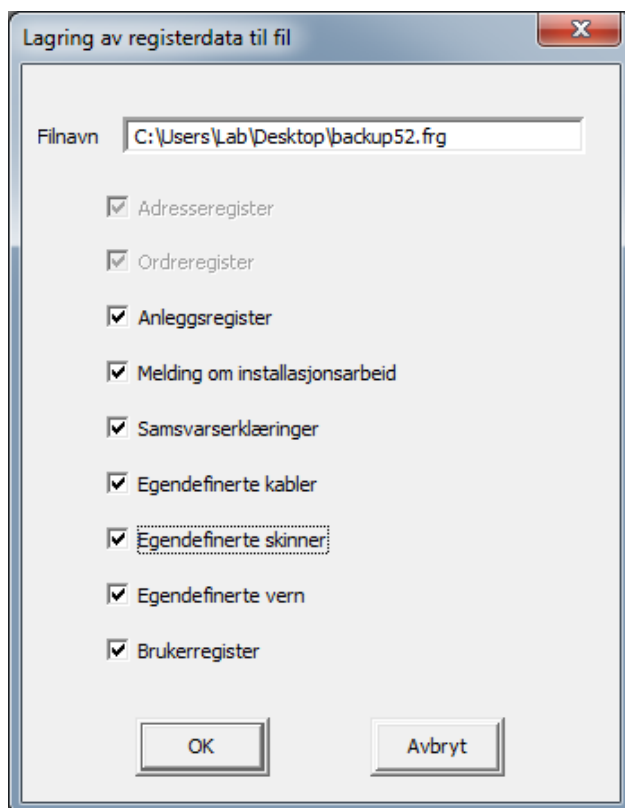 Lagring av registerdata til fil
Filnavn C:\Users\Lab\Desktop\backup52.frg
Adresseregister
Ordreregister
Anleggsregister
Melding om installasjonsarbeid
Samsvarserklæringer
Egendefinerte kabler
Egendefinerte skinner
Egendefinerte vern
Brukerregister
OK Avbryt